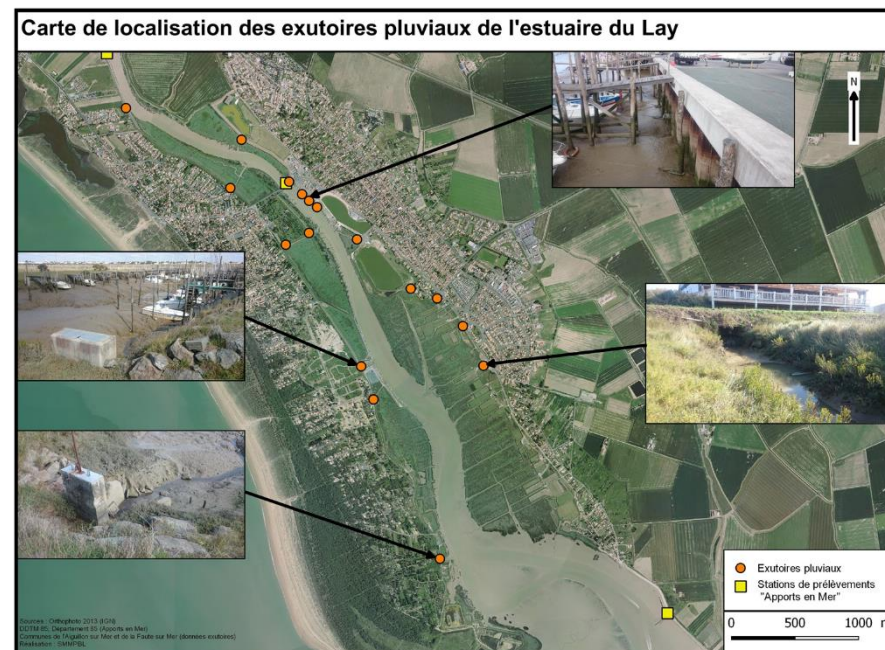 Carte de localisation des exutoires pluviaux de l'estuaire du Lay
N
Exutoires pluviaux
Stations de prélèvements
"Apports en Mer"
0 500 1000 m
Sources : Orthophoto 2013 (IGN)
DDTM 85, Département 85 (Apports en Mer)
Communes de l'Aiguillon sur Mer et de la Faute sur Mer (données exutoires)
Réalisation : SMMPBL